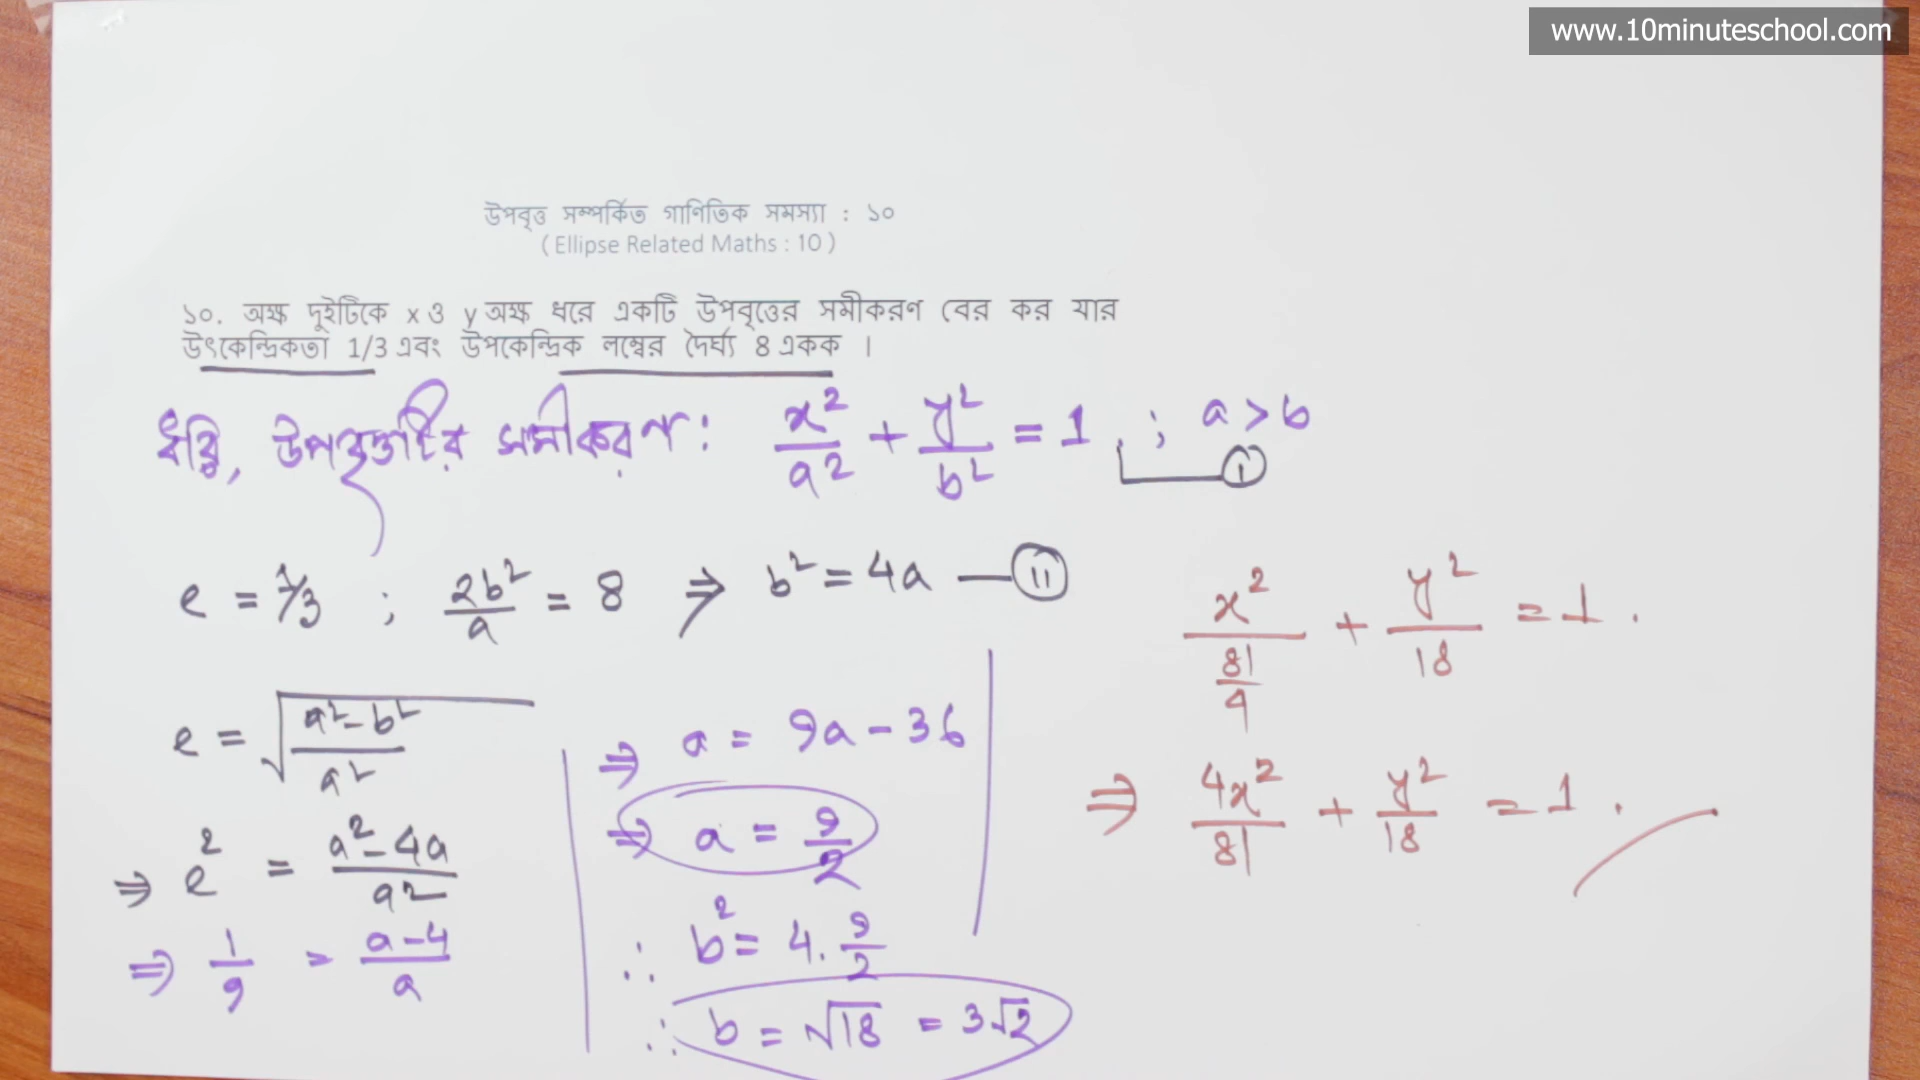 www.10minuteschool.com
উপবৃত্ত সম্পর্কিত গাণিতিক সমস্যা : ১০
( Ellipse Related Maths : 10 )
১০. অক্ষ দুইটিকে x ও y অক্ষ ধরে একটি উপবৃত্তের সমীকরণ বের কর যার
উৎকেন্দ্রিকতা 1/3 এবং উপকেন্দ্রিক লম্বের দৈর্ঘ্য 8 একক ।
ধরি, উপবৃত্তটির সমীকরণ: x²/a² + y²/b² = 1 ; a > b (i)
e = 1/3 ; 2b²/a = 8 ⇒ b² = 4a — (ii)
e = √((a²-b²)/a²)
⇒ e² = (a²-4a)/a²
⇒ 1/9 = (a-4)/a
⇒ a = 9a - 36
⇒ a = 9/2
∴ b² = 4. 9/2
∴ b = √18 = 3√2
x²/(81/4) + y²/18 = 1 .
⇒ 4x²/81 + y²/18 = 1 .